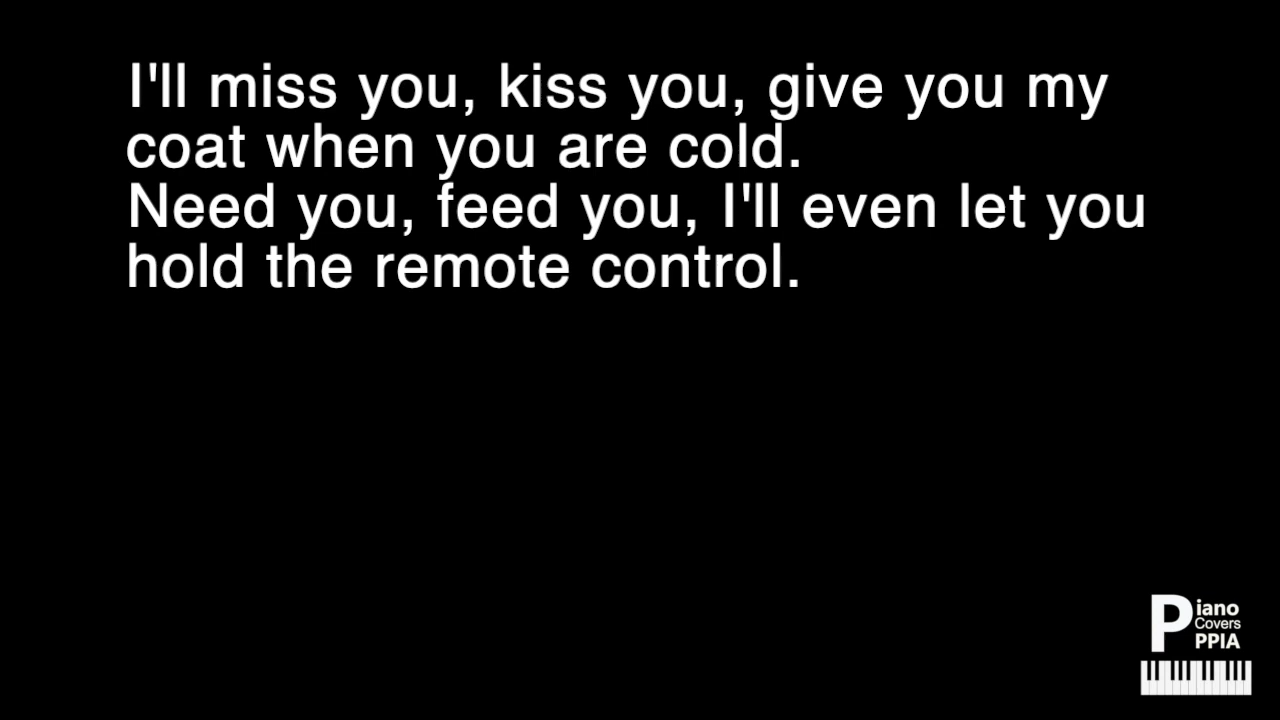 I'll miss you, kiss you, give you my
coat when you are cold.
Need you, feed you, I'll even let you
hold the remote control.
Piano
Covers
PPIA